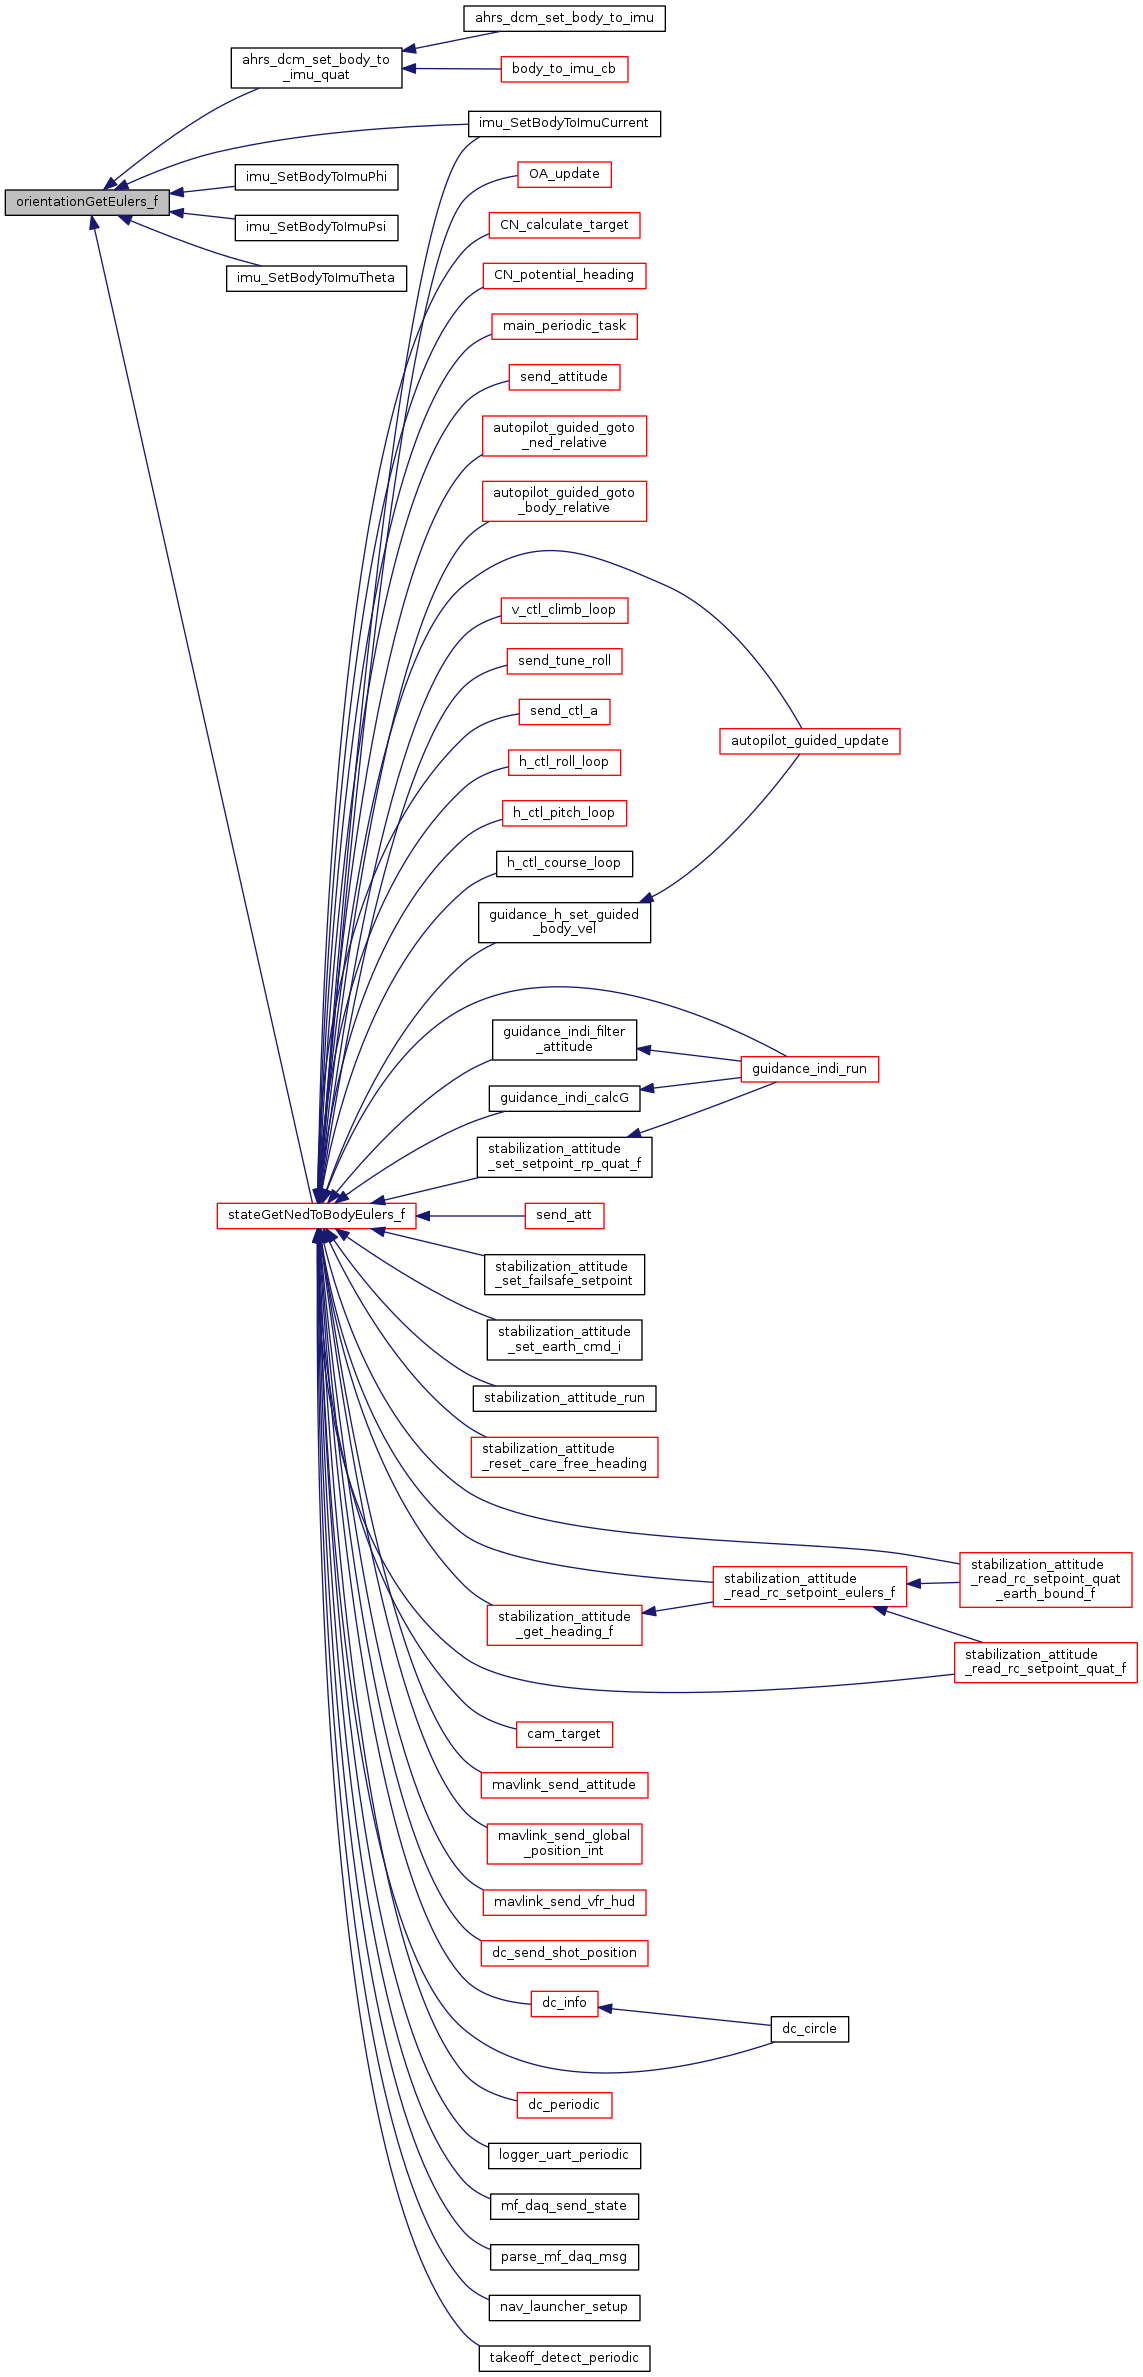 ahrs_dcm_set_body_to_imu
ahrs_dcm_set_body_to
_imu_quat
body_to_imu_cb
imu_SetBodyToImuCurrent
OA_update
imu_SetBodyToImuPhi
orientationGetEulers_f
imu_SetBodyToImuPsi
CN_calculate_target
imu_SetBodyToImuTheta
CN_potential_heading
main_periodic_task
send_attitude
autopilot_guided_goto
_ned_relative
autopilot_guided_goto
_body_relative
v_ctl_climb_loop
send_tune_roll
send_ctl_a
autopilot_guided_update
h_ctl_roll_loop
h_ctl_pitch_loop
h_ctl_course_loop
guidance_h_set_guided
_body_vel
guidance_indi_filter
_attitude
guidance_indi_run
guidance_indi_calcG
stabilization_attitude
_set_setpoint_rp_quat_f
stateGetNedToBodyEulers_f
send_att
stabilization_attitude
_set_failsafe_setpoint
stabilization_attitude
_set_earth_cmd_i
stabilization_attitude_run
stabilization_attitude
_reset_care_free_heading
stabilization_attitude
_read_rc_setpoint_quat
_earth_bound_f
stabilization_attitude
_read_rc_setpoint_eulers_f
stabilization_attitude
_get_heading_f
stabilization_attitude
_read_rc_setpoint_quat_f
cam_target
mavlink_send_attitude
mavlink_send_global
_position_int
mavlink_send_vfr_hud
dc_send_shot_position
dc_info
dc_circle
dc_periodic
logger_uart_periodic
mf_daq_send_state
parse_mf_daq_msg
nav_launcher_setup
takeoff_detect_periodic